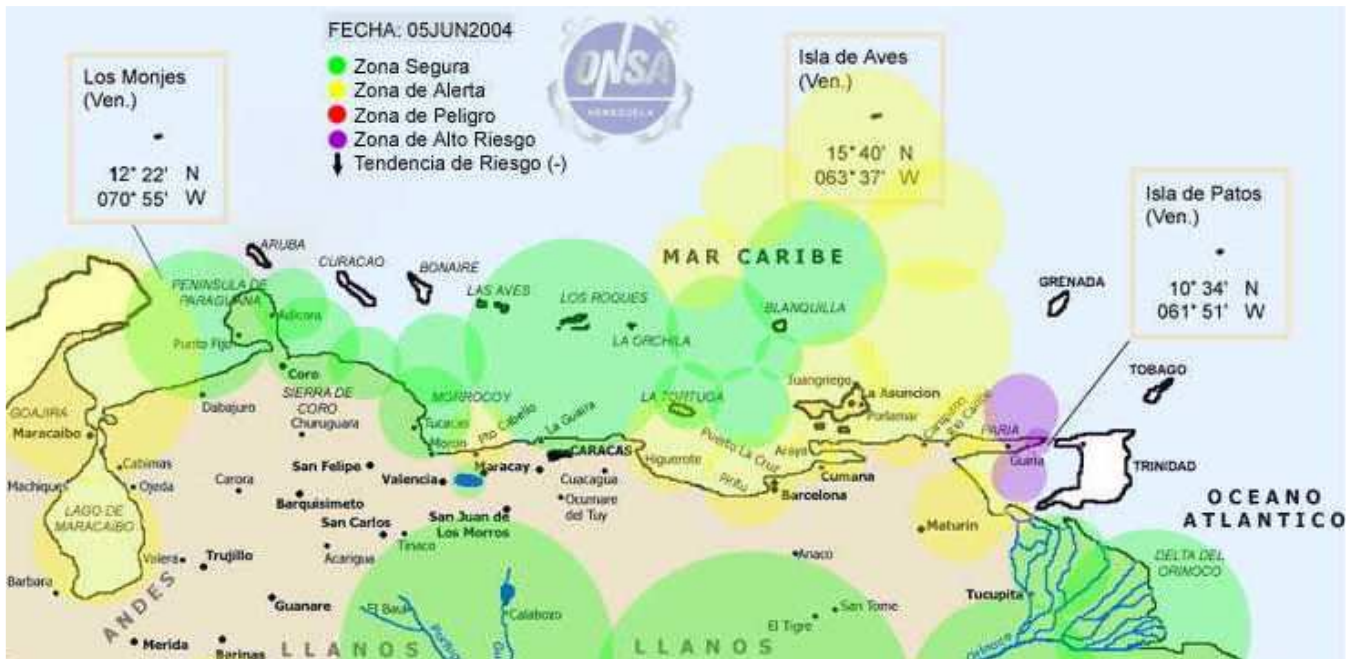 FECHA: 05JUN2004
Zona Segura
Zona de Alerta
Zona de Peligro
Zona de Alto Riesgo
Tendencia de Riesgo (-)
ONSA
VENEZUELA
Los Monjes
(Ven.)
12° 22' N
070° 55' W
Isla de Aves
(Ven.)
15° 40' N
063° 37' W
Isla de Patos
(Ven.)
10° 34' N
061° 51' W
MAR CARIBE
ARUBA
CURACAO
BONAIRE
LAS AVES
LOS ROQUES
LA ORCHILA
BLANQUILLA
GRENADA
TOBAGO
PENINSULA DE
PARAGUANA
Adicora
Punto Fijo
Coro
SIERRA DE
CORO
Dabajuro
Churuguara
MORROCOY
Tucacas
Moron
Pto Cabello
La Guaira
LA TORTUGA
Juangriego
La Asuncion
Porlamar
Carupano
PARIA
Guiria
TRINIDAD
OCEANO
ATLANTICO
GOAJIRA
Maracaibo
Cabimas
Machiques
Ojeda
LAGO DE
MARACAIBO
Carora
San Felipe
Barquisimeto
Valencia
Maracay
CARACAS
Cuacagua
Ocumare
del Tuy
Higuerote
Piritu
Puerto La Cruz
Araya
Cumana
Barcelona
San Carlos
Tinaco
San Juan de
Los Morros
Acarigua
Valera
Trujillo
Barbara
ANDES
Guanare
Merida
Barinas
El Baul
Calabozo
LLANOS
LLANOS
Anaco
San Tome
El Tigre
Maturin
Tucupita
DELTA DEL
ORINOCO
Orinoco